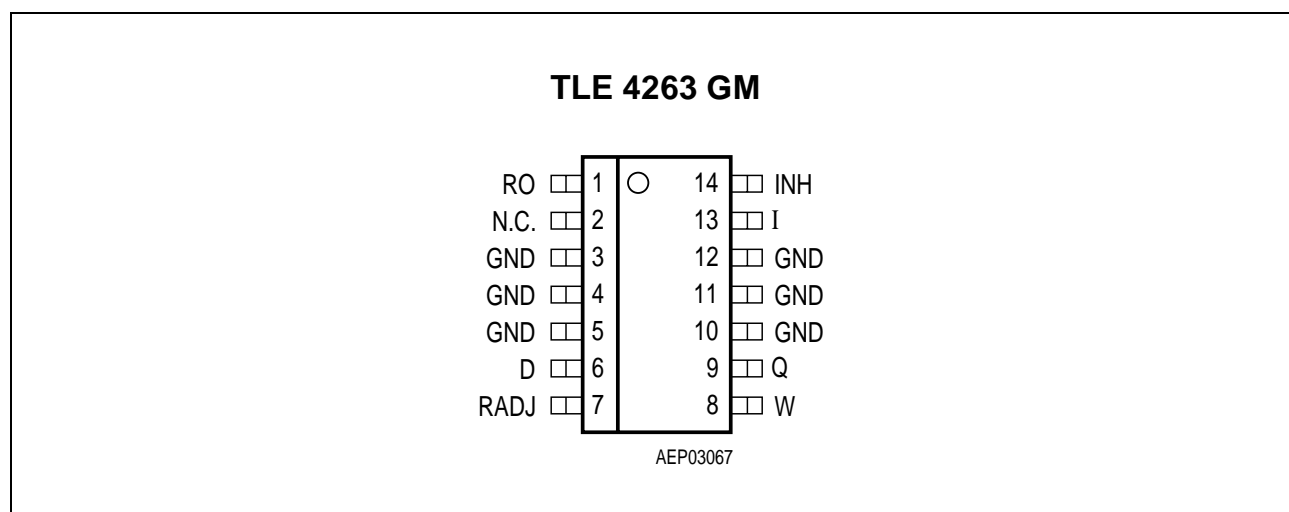 TLE 4263 GM
RO 1 14 INH
N.C. 2 13 I
GND 3 12 GND
GND 4 11 GND
GND 5 10 GND
D 6 9 Q
RADJ 7 8 W
AEP03067